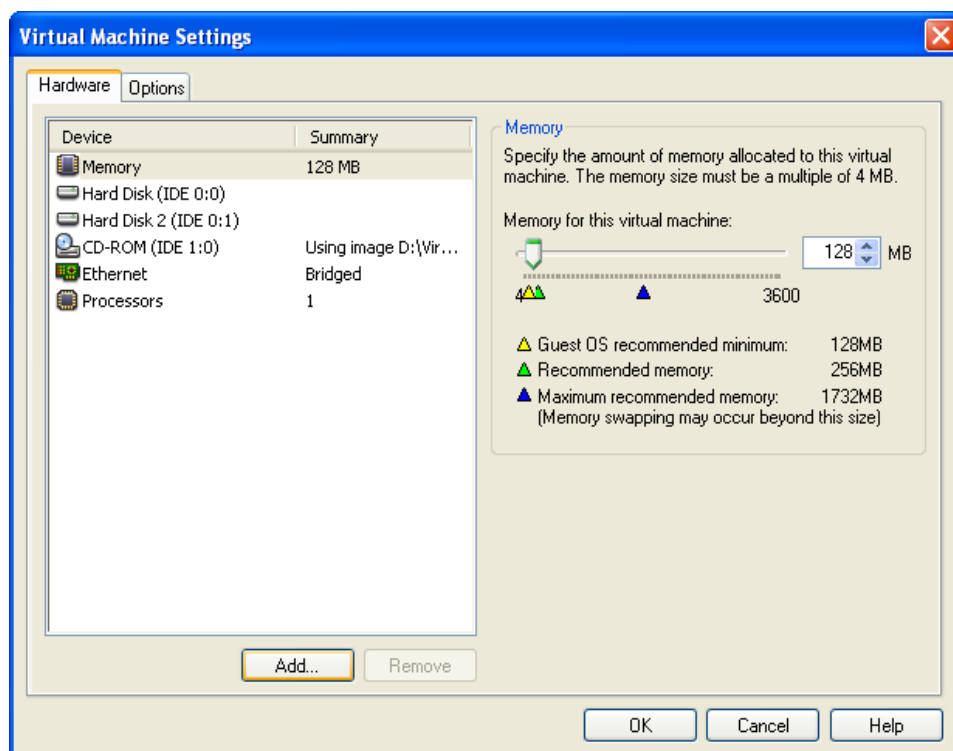 Virtual Machine Settings
Hardware Options
Device Summary
Memory 128 MB
Hard Disk (IDE 0:0)
Hard Disk 2 (IDE 0:1)
CD-ROM (IDE 1:0) Using image D:\Vir...
Ethernet Bridged
Processors 1
Add... Remove
Memory
Specify the amount of memory allocated to this virtual
machine. The memory size must be a multiple of 4 MB.
Memory for this virtual machine:
128 MB
4 3600
Guest OS recommended minimum: 128MB
Recommended memory: 256MB
Maximum recommended memory: 1732MB
(Memory swapping may occur beyond this size)
OK Cancel Help